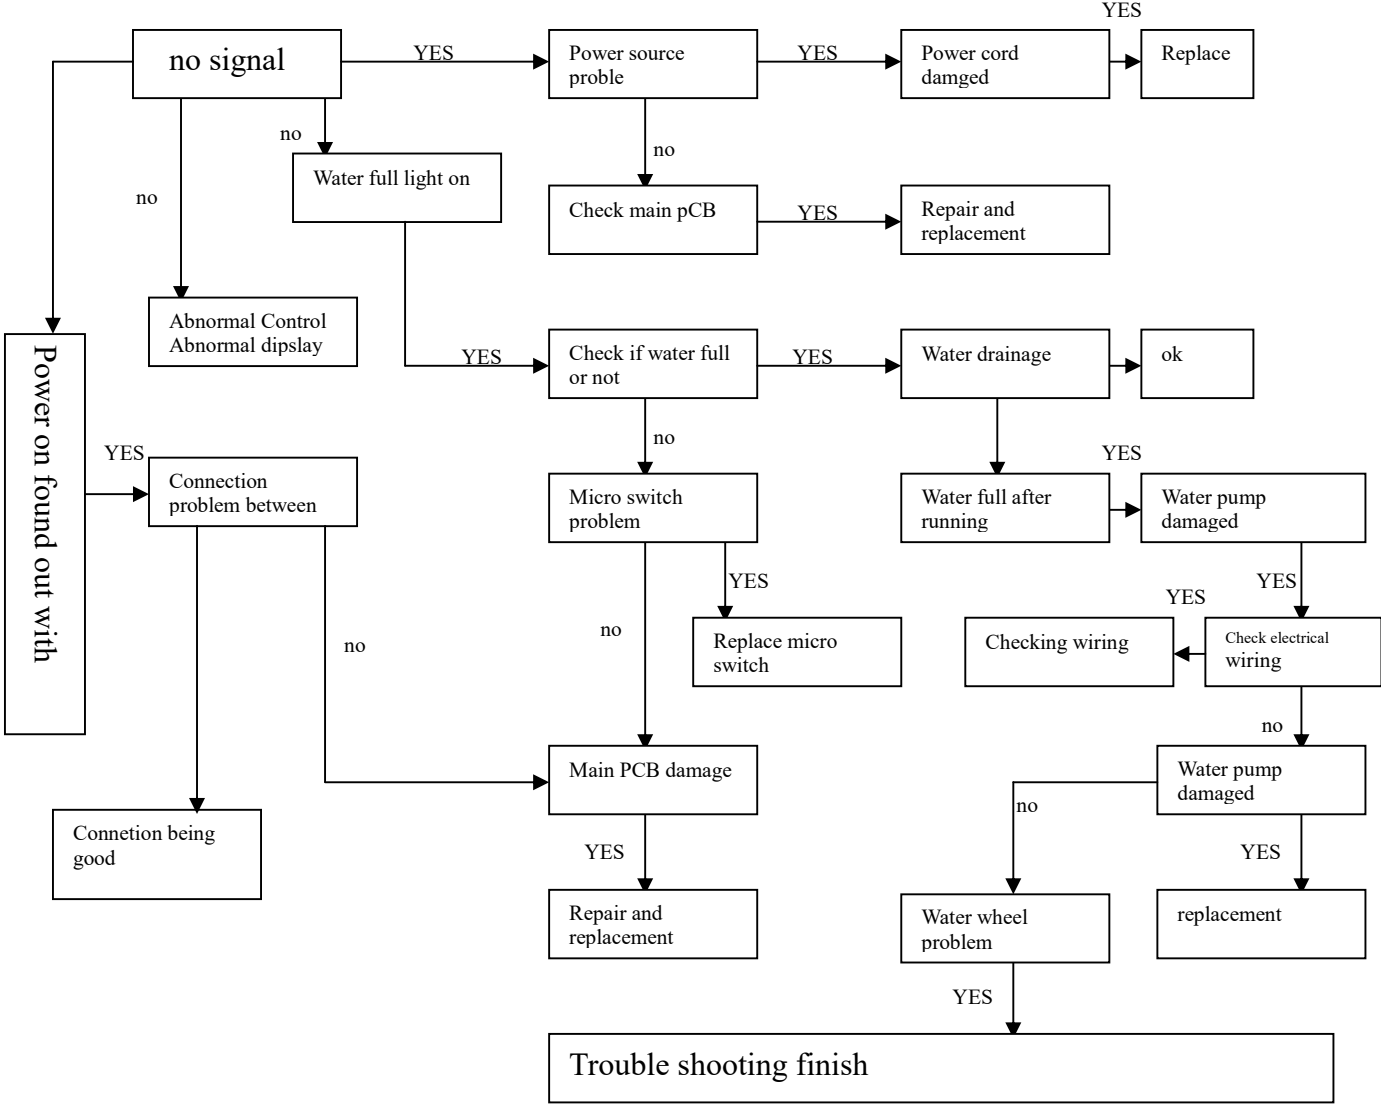 YES
no signal
YES
Power source
proble
YES
Power cord
damged
Replace
no
no
Water full light on
no
Check main pCB
YES
Repair and
replacement
Abnormal Control
Abnormal dipslay
Power on found out with
YES
Check if water full
or not
YES
Water drainage
ok
no
YES
YES
Connection
problem between
Micro switch
problem
Water full after
running
Water pump
damaged
YES
YES
YES
no
no
Replace micro
switch
Checking wiring
Check electrical
wiring
no
Main PCB damage
Water pump
damaged
no
Connetion being
good
YES
YES
Repair and
replacement
Water wheel
problem
replacement
YES
Trouble shooting finish